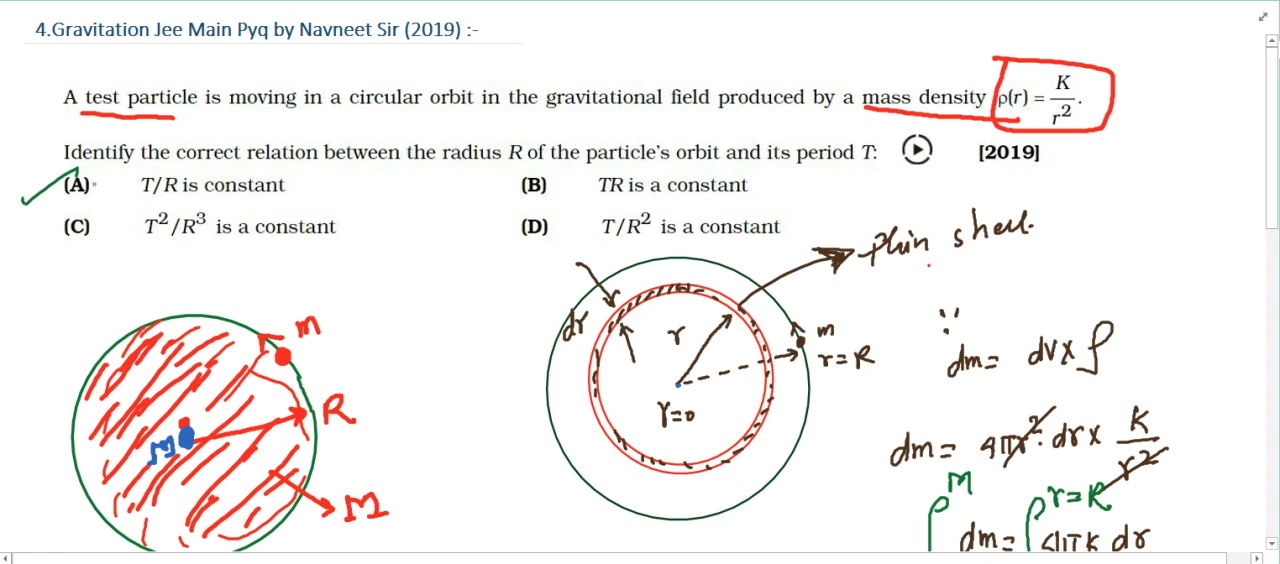 4.Gravitation Jee Main Pyq by Navneet Sir (2019) :-
A test particle is moving in a circular orbit in the gravitational field produced by a mass density ρ(r) = K/r².
Identify the correct relation between the radius R of the particle's orbit and its period T: [2019]
(A) T/R is constant (B) TR is a constant
(C) T²/R³ is a constant (D) T/R² is a constant
thin shell.
dr
r
m
r=R
r=0
m
R
M
M
∵
dm= dv×ρ
dm= 4πr².dr× K/r²
∫ᴹ dm= ∫ʳ⁼ᴿ 4πK dr